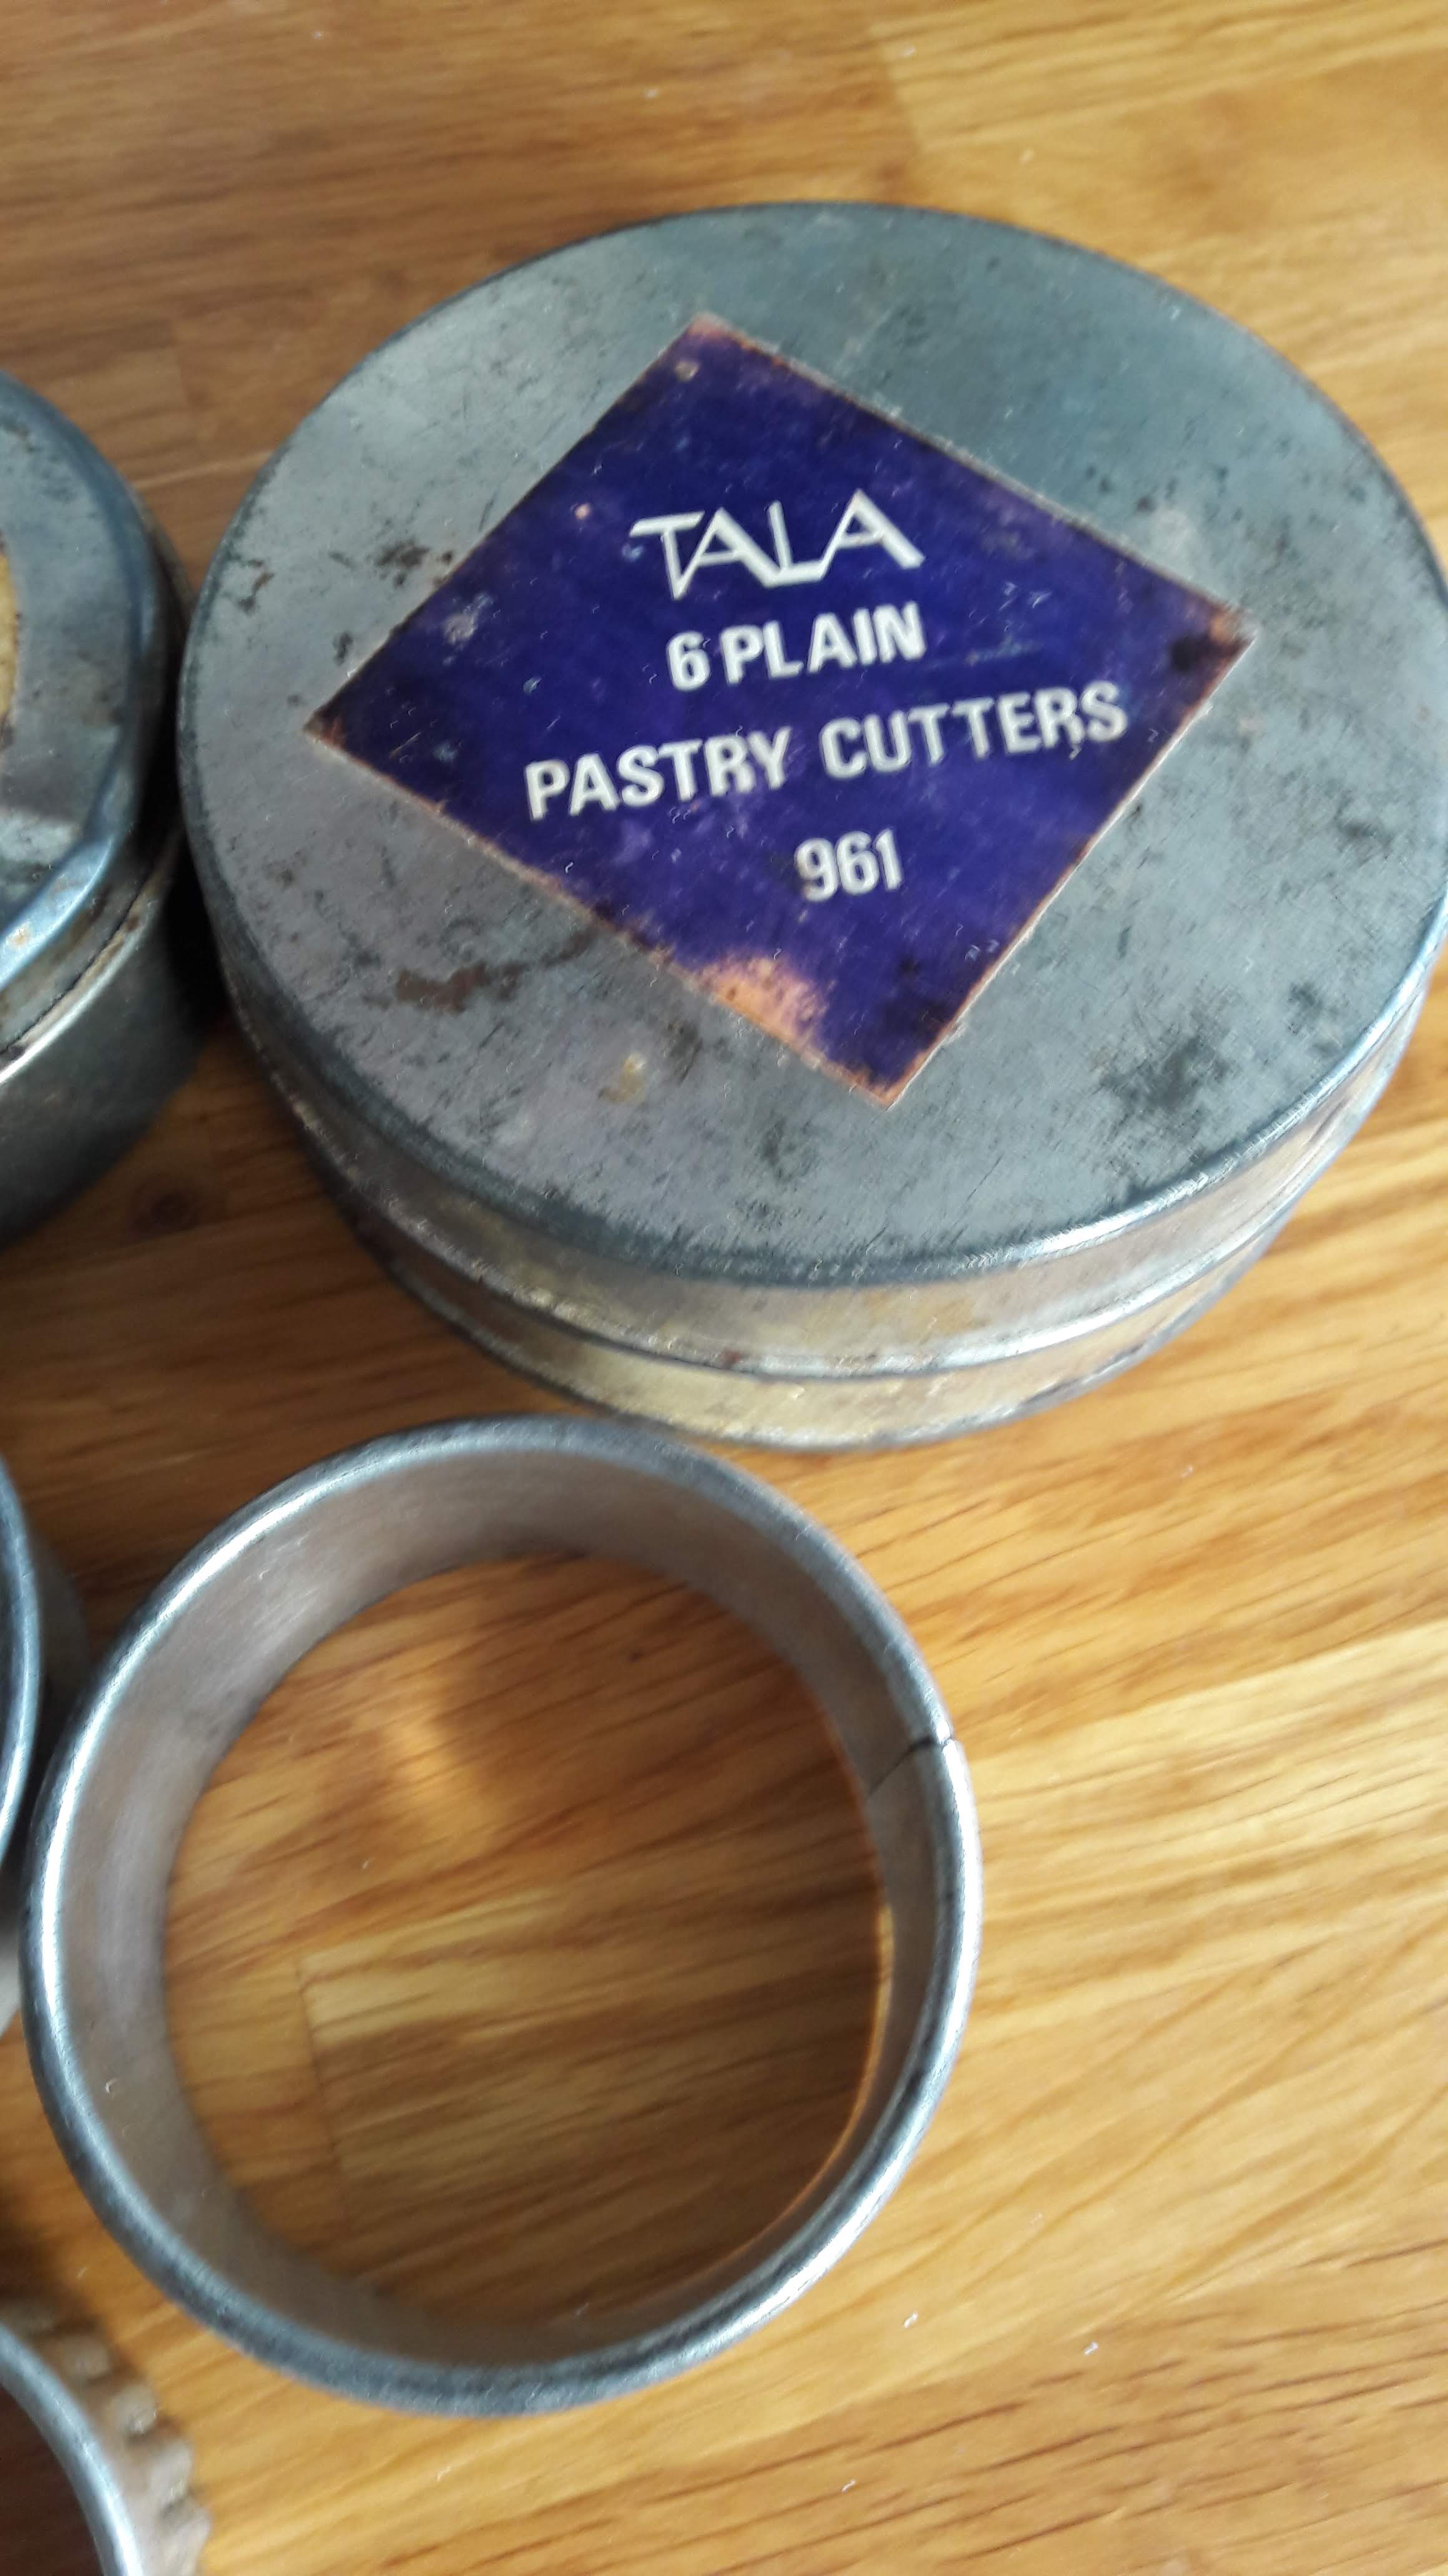 TALA
6 PLAIN
PASTRY CUTTERS
961